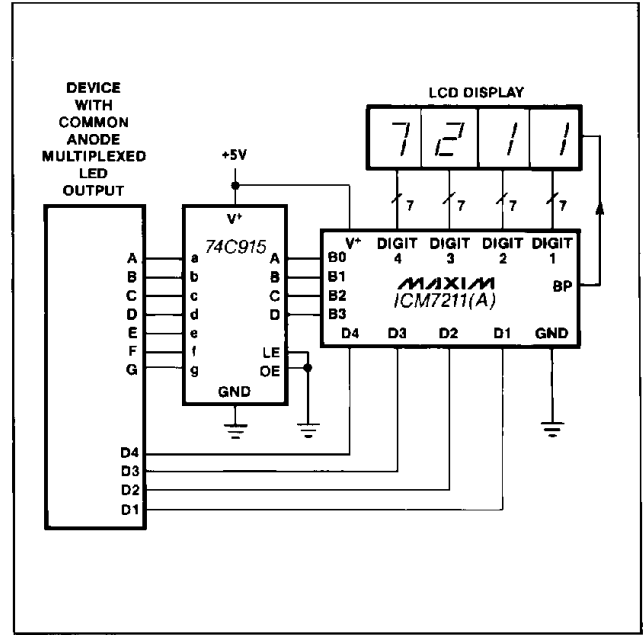 DEVICE
WITH
COMMON
ANODE
MULTIPLEXED
LED
OUTPUT
A
B
C
D
E
F
G
D4
D3
D2
D1
+5V
V+
74C915
a
b
c
d
e
f
g
A
B
C
D
LE
OE
GND
LCD DISPLAY
7 2 1 1
7 7 7 7
V+ DIGIT 4 DIGIT 3 DIGIT 2 DIGIT 1
B0
B1
B2
B3
MAXIM
ICM7211(A)
BP
D4 D3 D2 D1 GND